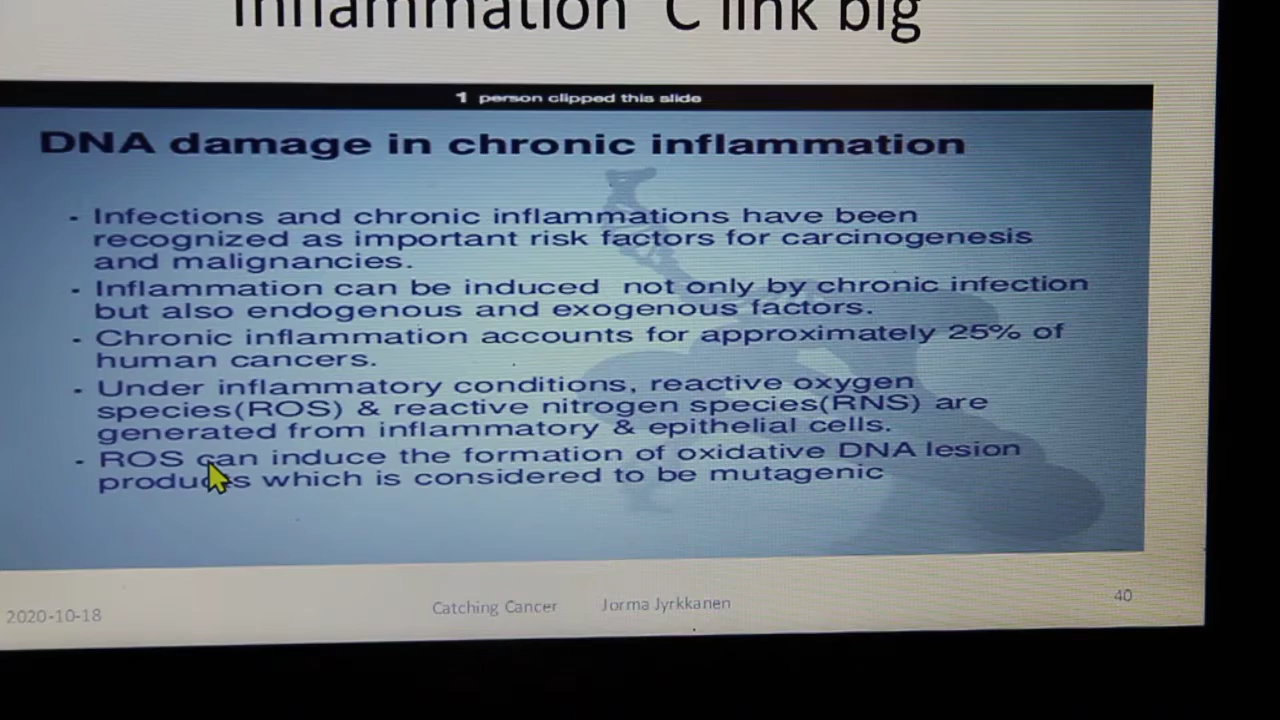 Inflammation C link big
1 person clipped this slide
DNA damage in chronic inflammation
• Infections and chronic inflammations have been
recognized as important risk factors for carcinogenesis
and malignancies.
• Inflammation can be induced not only by chronic infection
but also endogenous and exogenous factors.
• Chronic inflammation accounts for approximately 25% of
human cancers.
• Under inflammatory conditions, reactive oxygen
species(ROS) & reactive nitrogen species(RNS) are
generated from inflammatory & epithelial cells.
• ROS can induce the formation of oxidative DNA lesion
products which is considered to be mutagenic
2020-10-18
Catching Cancer Jorma Jyrkkanen
40